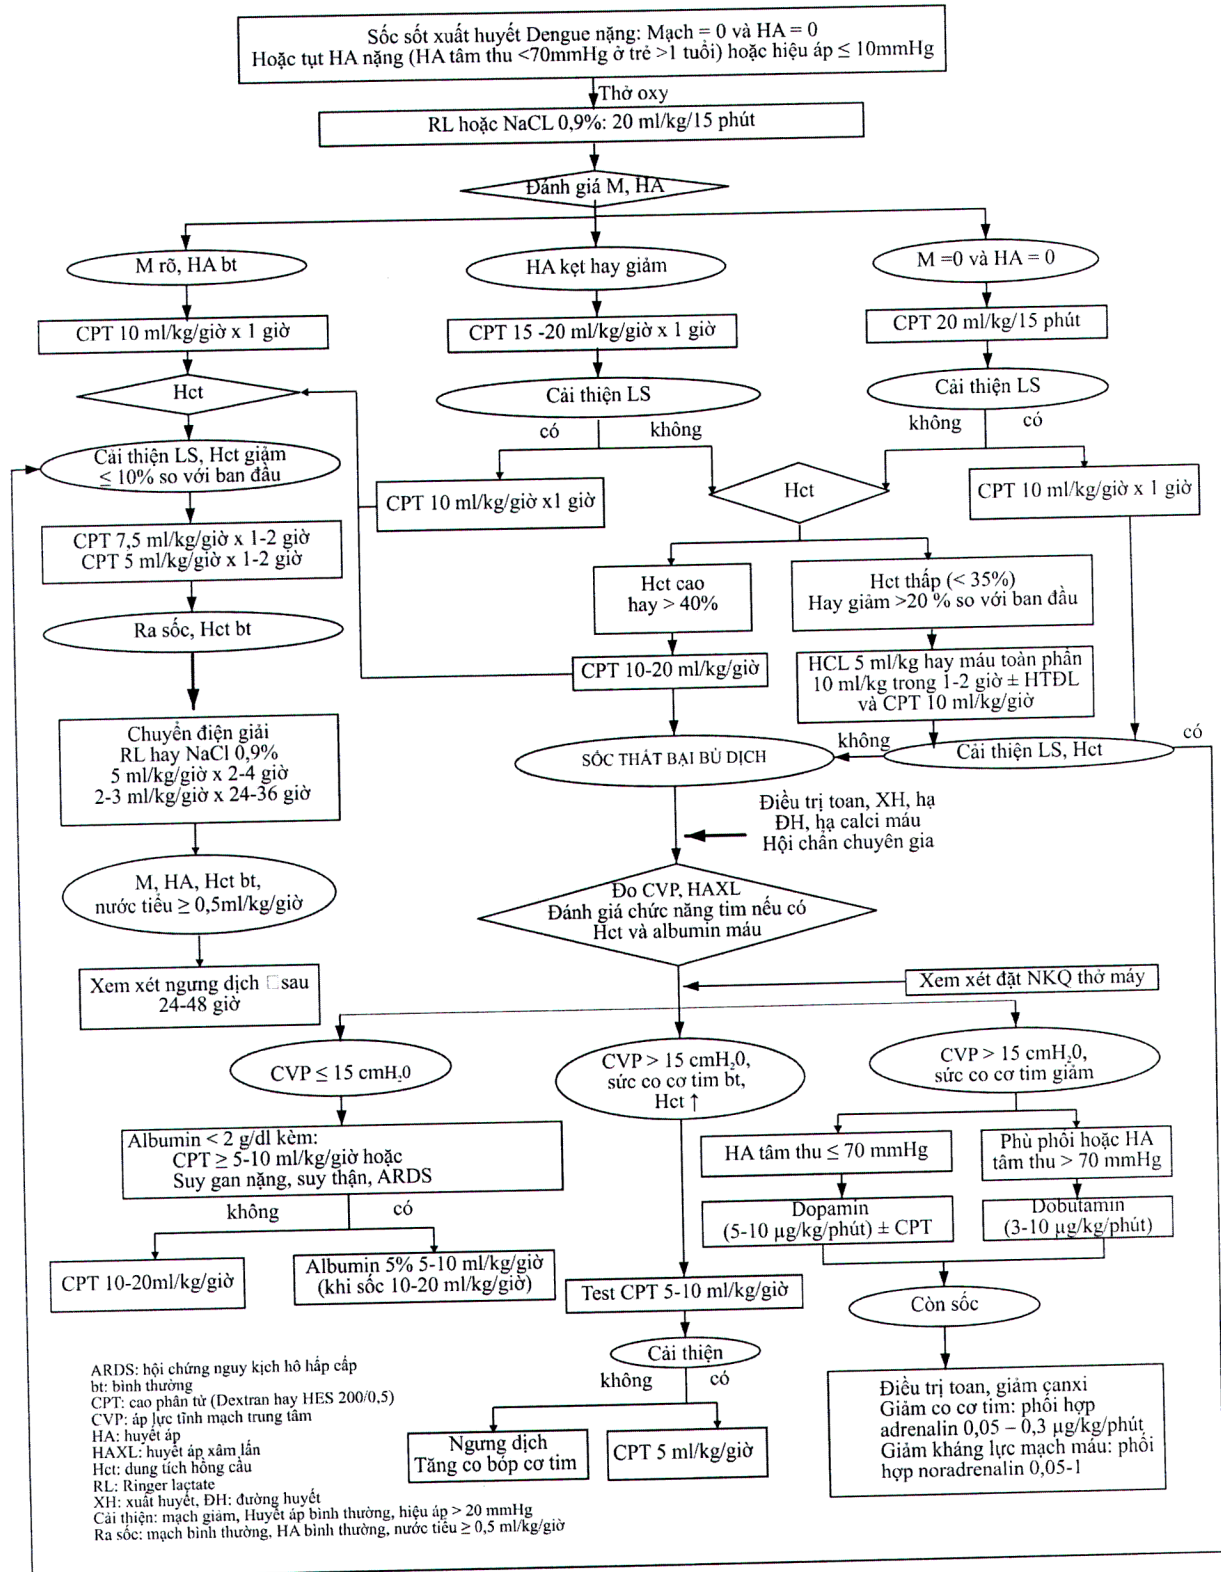 Sốc sốt xuất huyết Dengue nặng: Mạch = 0 và HA = 0
Hoặc tụt HA nặng (HA tâm thu <70mmHg ở trẻ >1 tuổi) hoặc hiệu áp ≤ 10mmHg
Thở oxy
RL hoặc NaCL 0,9%: 20 ml/kg/15 phút
Đánh giá M, HA
M rõ, HA bt
HA kẹt hay giảm
M =0 và HA = 0
CPT 10 ml/kg/giờ x 1 giờ
CPT 15 -20 ml/kg/giờ x 1 giờ
CPT 20 ml/kg/15 phút
Hct
Cải thiện LS
Cải thiện LS
có
không
không
có
Cải thiện LS, Hct giảm
≤ 10% so với ban đầu
CPT 10 ml/kg/giờ x1 giờ
Hct
CPT 10 ml/kg/giờ x 1 giờ
CPT 7,5 ml/kg/giờ x 1-2 giờ
CPT 5 ml/kg/giờ x 1-2 giờ
Hct cao
hay > 40%
Hct thấp (< 35%)
Hay giảm >20 % so với ban đầu
Ra sốc, Hct bt
CPT 10-20 ml/kg/giờ
HCL 5 ml/kg hay máu toàn phần
10 ml/kg trong 1-2 giờ ± HTĐL
và CPT 10 ml/kg/giờ
Chuyển điện giải
RL hay NaCl 0,9%
5 ml/kg/giờ x 2-4 giờ
2-3 ml/kg/giờ x 24-36 giờ
SỐC THẤT BẠI BÙ DỊCH
không
Cải thiện LS, Hct
có
Điều trị toan, XH, hạ
ĐH, hạ calci máu
Hội chẩn chuyên gia
M, HA, Hct bt,
nước tiểu ≥ 0,5ml/kg/giờ
Đo CVP, HAXL
Đánh giá chức năng tim nếu có
Hct và albumin máu
Xem xét ngưng dịch □sau
24-48 giờ
Xem xét đặt NKQ thở máy
CVP ≤ 15 cmH₂0
CVP > 15 cmH₂0,
sức co cơ tim bt,
Hct ↑
CVP > 15 cmH₂0,
sức co cơ tim giảm
Albumin < 2 g/dl kèm:
CPT ≥ 5-10 ml/kg/giờ hoặc
Suy gan nặng, suy thận, ARDS
HA tâm thu ≤ 70 mmHg
Phù phổi hoặc HA
tâm thu > 70 mmHg
không
có
Dopamin
(5-10 µg/kg/phút) ± CPT
Dobutamin
(3-10 µg/kg/phút)
CPT 10-20ml/kg/giờ
Albumin 5% 5-10 ml/kg/giờ
(khi sốc 10-20 ml/kg/giờ)
Test CPT 5-10 ml/kg/giờ
Còn sốc
Cải thiện
không
có
Ngưng dịch
Tăng co bóp cơ tim
CPT 5 ml/kg/giờ
Điều trị toan, giảm canxi
Giảm co cơ tim: phối hợp
adrenalin 0,05 – 0,3 µg/kg/phút
Giảm kháng lực mạch máu: phối
hợp noradrenalin 0,05-1
ARDS: hội chứng nguy kịch hô hấp cấp
bt: bình thường
CPT: cao phân tử (Dextran hay HES 200/0,5)
CVP: áp lực tĩnh mạch trung tâm
HA: huyết áp
HAXL: huyết áp xâm lấn
Hct: dung tích hồng cầu
RL: Ringer lactate
XH: xuất huyết, ĐH: đường huyết
Cải thiện: mạch giảm, Huyết áp bình thường, hiệu áp > 20 mmHg
Ra sốc: mạch bình thường, HA bình thường, nước tiểu ≥ 0,5 ml/kg/giờ